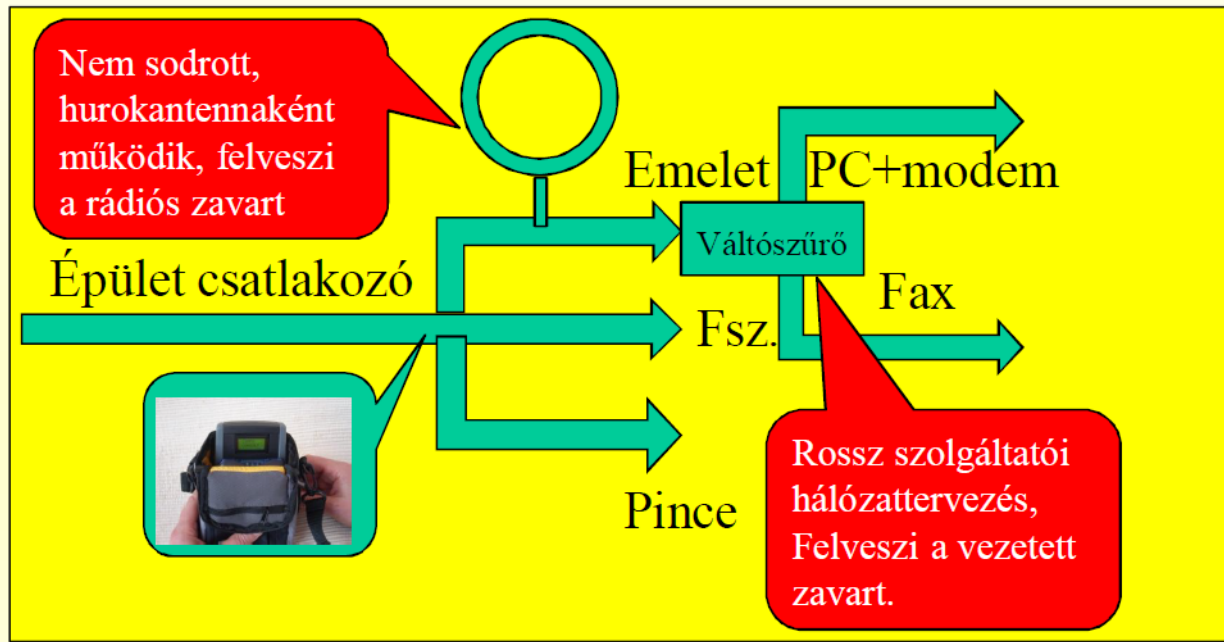 Nem sodrott,
hurokantennaként
működik, felveszi
a rádiós zavart
Emelet
PC+modem
Váltószűrő
Épület csatlakozó
Fax
Fsz.
Pince
Rossz szolgáltatói
hálózattervezés,
Felveszi a vezetett
zavart.